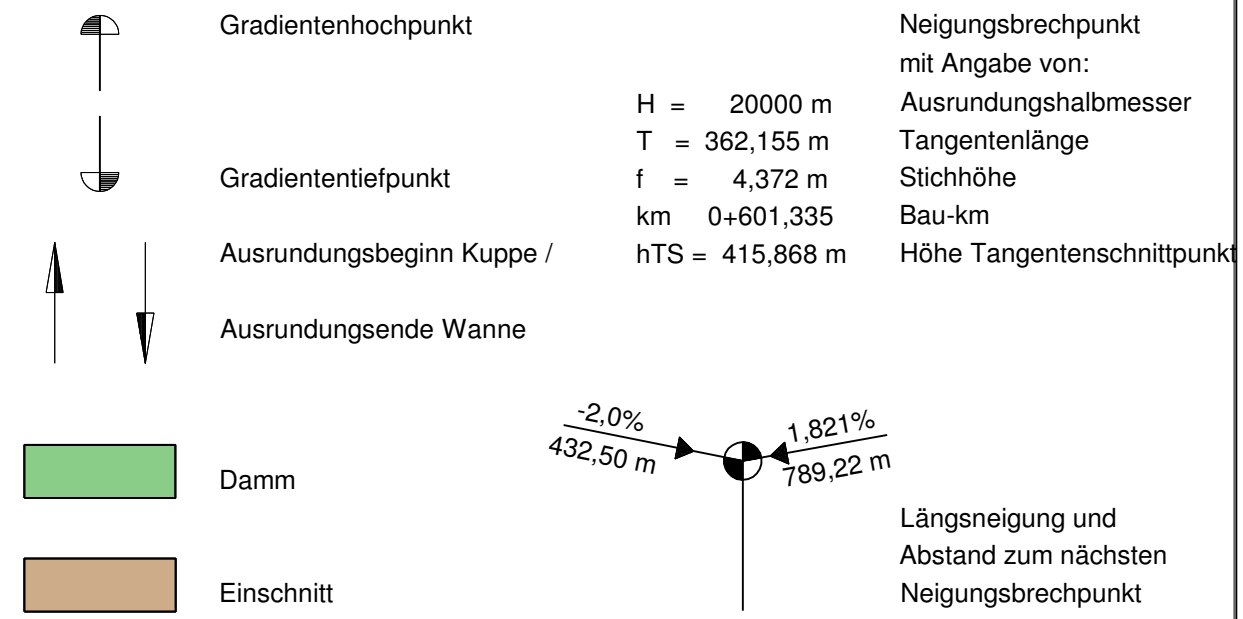 Gradientenhochpunkt
Gradiententiefpunkt
Ausrundungsbeginn Kuppe /
Ausrundungsende Wanne
Damm
Einschnitt
Neigungsbrechpunkt
mit Angabe von:
H = 20000 m Ausrundungshalbmesser
T = 362,155 m Tangentenlänge
f = 4,372 m Stichhöhe
km 0+601,335 Bau-km
hTS = 415,868 m Höhe Tangentenschnittpunkt
-2,0%
432,50 m
1,821%
789,22 m
Längsneigung und
Abstand zum nächsten
Neigungsbrechpunkt